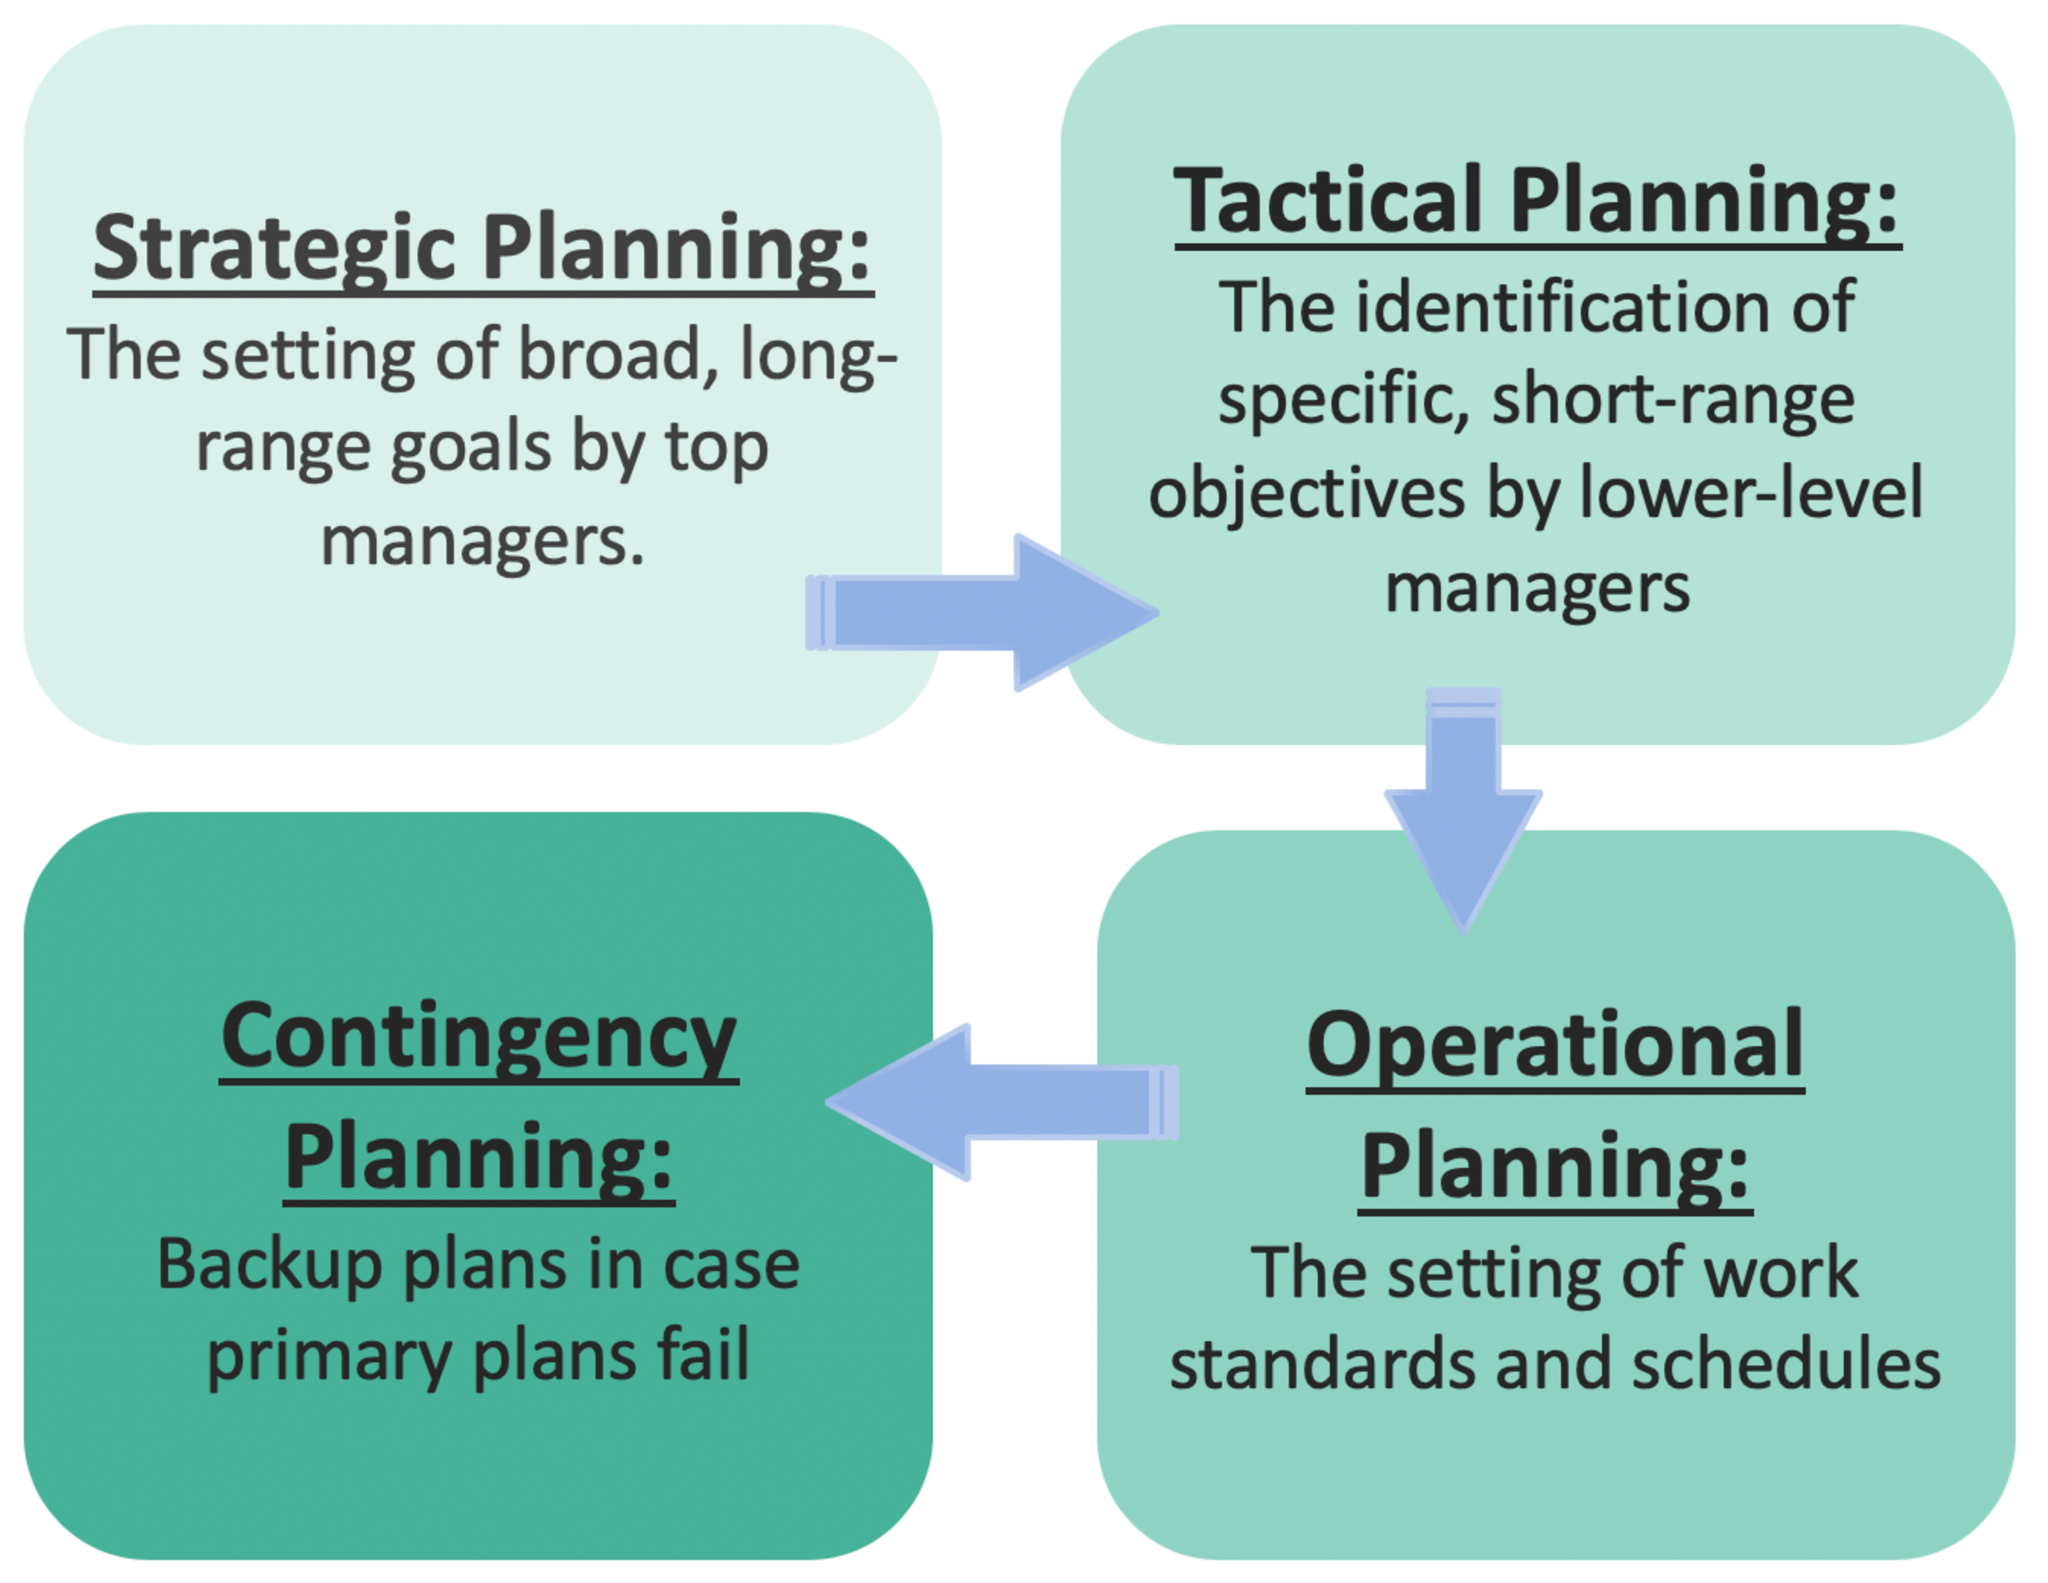 Strategic Planning:
The setting of broad, long-
range goals by top
managers.
Tactical Planning:
The identification of
specific, short-range
objectives by lower-level
managers
Operational
Planning:
The setting of work
standards and schedules
Contingency
Planning:
Backup plans in case
primary plans fail